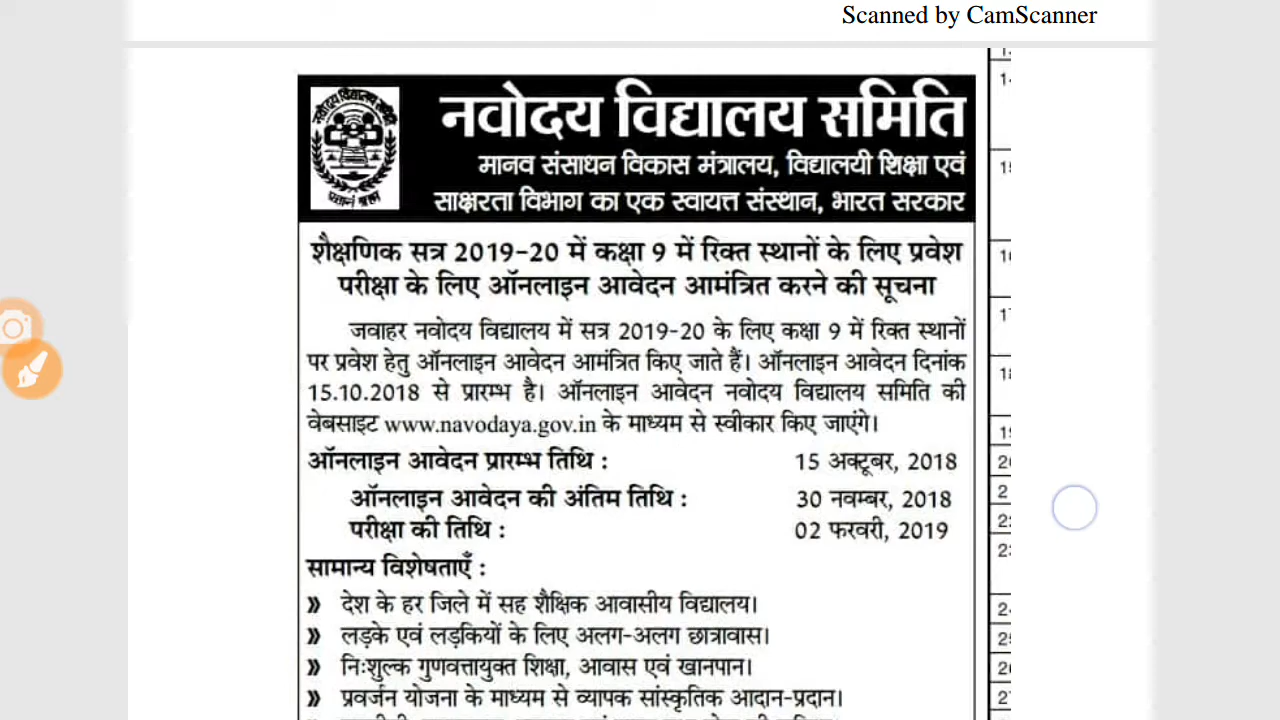 Scanned by CamScanner
नवोदय विद्यालय समिति
मानव संसाधन विकास मंत्रालय, विद्यालयी शिक्षा एवं
साक्षरता विभाग का एक स्वायत्त संस्थान, भारत सरकार
शैक्षणिक सत्र 2019-20 में कक्षा 9 में रिक्त स्थानों के लिए प्रवेश
परीक्षा के लिए ऑनलाइन आवेदन आमंत्रित करने की सूचना
जवाहर नवोदय विद्यालय में सत्र 2019-20 के लिए कक्षा 9 में रिक्त स्थानों
पर प्रवेश हेतु ऑनलाइन आवेदन आमंत्रित किए जाते हैं। ऑनलाइन आवेदन दिनांक
15.10.2018 से प्रारम्भ है। ऑनलाइन आवेदन नवोदय विद्यालय समिति की
वेबसाइट www.navodaya.gov.in के माध्यम से स्वीकार किए जाएंगे।
ऑनलाइन आवेदन प्रारम्भ तिथि : 15 अक्टूबर, 2018
ऑनलाइन आवेदन की अंतिम तिथि : 30 नवम्बर, 2018
परीक्षा की तिथि : 02 फरवरी, 2019
सामान्य विशेषताएँ :
» देश के हर जिले में सह शैक्षिक आवासीय विद्यालय।
» लड़के एवं लड़कियों के लिए अलग-अलग छात्रावास।
» निःशुल्क गुणवत्तायुक्त शिक्षा, आवास एवं खानपान।
» प्रवर्जन योजना के माध्यम से व्यापक सांस्कृतिक आदान-प्रदान।